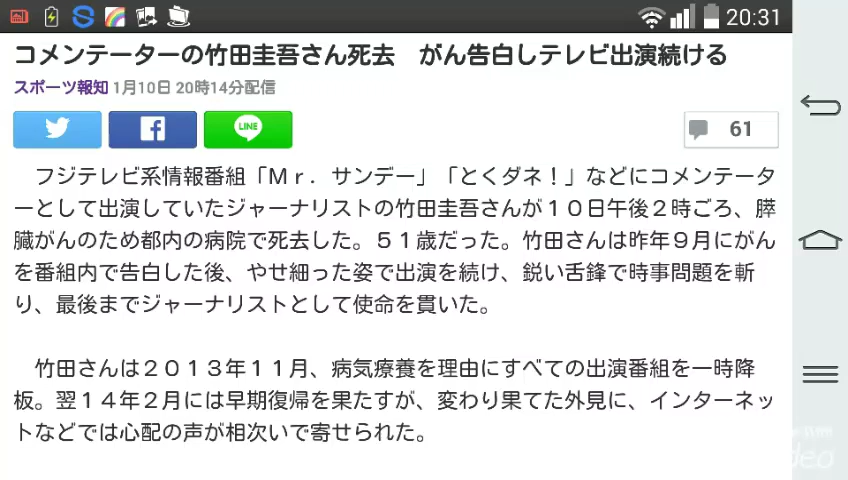 20:31
コメンテーターの竹田圭吾さん死去　がん告白しテレビ出演続ける
スポーツ報知 1月10日 20時14分配信
LINE
61
　フジテレビ系情報番組「Ｍｒ．サンデー」「とくダネ！」などにコメンテータ
ーとして出演していたジャーナリストの竹田圭吾さんが１０日午後２時ごろ、膵
臓がんのため都内の病院で死去した。５１歳だった。竹田さんは昨年９月にがん
を番組内で告白した後、やせ細った姿で出演を続け、鋭い舌鋒で時事問題を斬
り、最後までジャーナリストとして使命を貫いた。
　竹田さんは２０１３年１１月、病気療養を理由にすべての出演番組を一時降
板。翌１４年２月には早期復帰を果たすが、変わり果てた外見に、インターネッ
トなどでは心配の声が相次いで寄せられた。